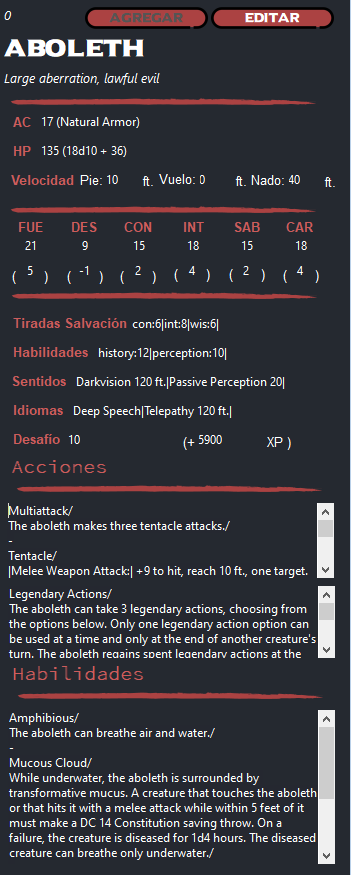 0 AGREGAR EDITAR
ABOLETH
Large aberration, lawful evil
AC 17 (Natural Armor)
HP 135 (18d10 + 36)
Velocidad Pie: 10 ft. Vuelo: 0 ft. Nado: 40 ft.
FUE DES CON INT SAB CAR
21 9 15 18 15 18
( 5 ) ( -1 ) ( 2 ) ( 4 ) ( 2 ) ( 4 )
Tiradas Salvación con:6|int:8|wis:6|
Habilidades history:12|perception:10|
Sentidos Darkvision 120 ft.|Passive Perception 20|
Idiomas Deep Speech|Telepathy 120 ft.|
Desafío 10 (+ 5900 XP )
Acciones
Multiattack/
The aboleth makes three tentacle attacks./
-
Tentacle/
|Melee Weapon Attack:| +9 to hit, reach 10 ft., one target.
Legendary Actions/
The aboleth can take 3 legendary actions, choosing from
the options below. Only one legendary action option can
be used at a time and only at the end of another creature's
turn. The aboleth regains spent legendary actions at the
Habilidades
Amphibious/
The aboleth can breathe air and water./
-
Mucous Cloud/
While underwater, the aboleth is surrounded by
transformative mucus. A creature that touches the aboleth
or that hits it with a melee attack while within 5 feet of it
must make a DC 14 Constitution saving throw. On a
failure, the creature is diseased for 1d4 hours. The diseased
creature can breathe only underwater./